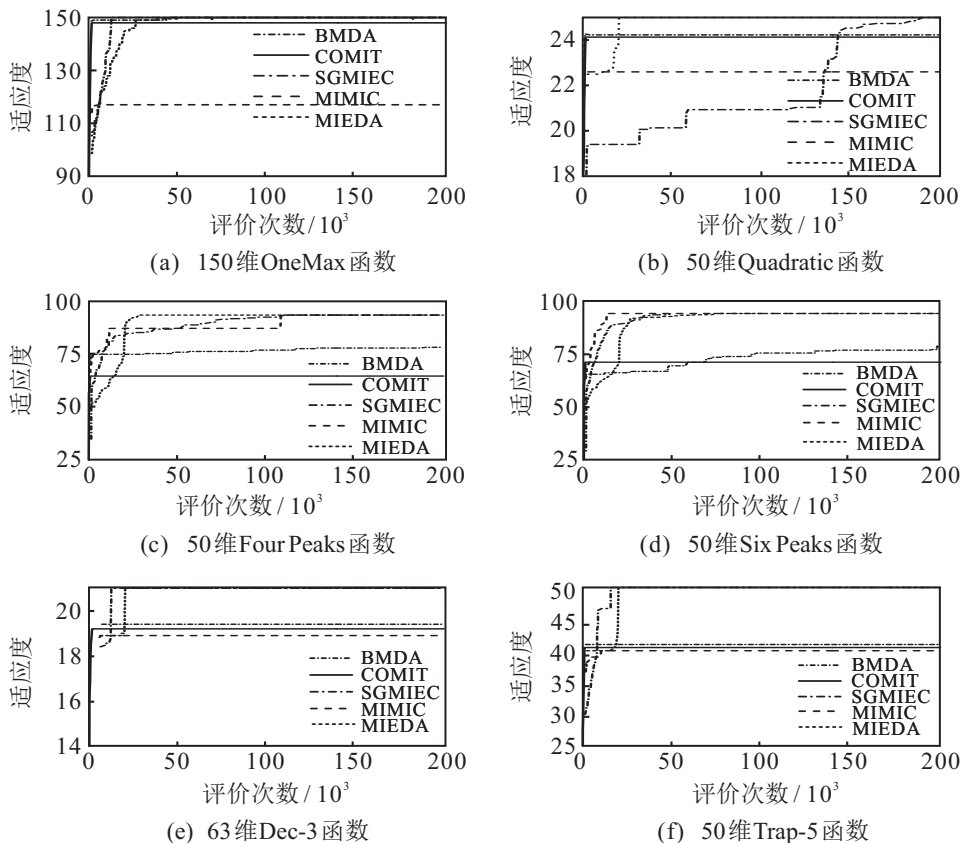 适应度
150
130
110
90
BMDA
COMIT
SGMIEC
MIMIC
MIEDA
0 50 100 150 200
评价次数 / 10³
(a) 150维OneMax函数
适应度
24
22
20
18
BMDA
COMIT
SGMIEC
MIMIC
MIEDA
0 50 100 150 200
评价次数 / 10³
(b) 50维Quadratic函数
适应度
100
75
50
25
BMDA
COMIT
SGMIEC
MIMIC
MIEDA
0 50 100 150 200
评价次数 / 10³
(c) 50维Four Peaks函数
适应度
100
75
50
25
BMDA
COMIT
SGMIEC
MIMIC
MIEDA
0 50 100 150 200
评价次数 / 10³
(d) 50维Six Peaks函数
适应度
20
18
16
14
BMDA
COMIT
SGMIEC
MIMIC
MIEDA
0 50 100 150 200
评价次数 / 10³
(e) 63维Dec-3函数
适应度
50
45
40
35
30
25
BMDA
COMIT
SGMIEC
MIMIC
MIEDA
0 50 100 150 200
评价次数 / 10³
(f) 50维Trap-5函数